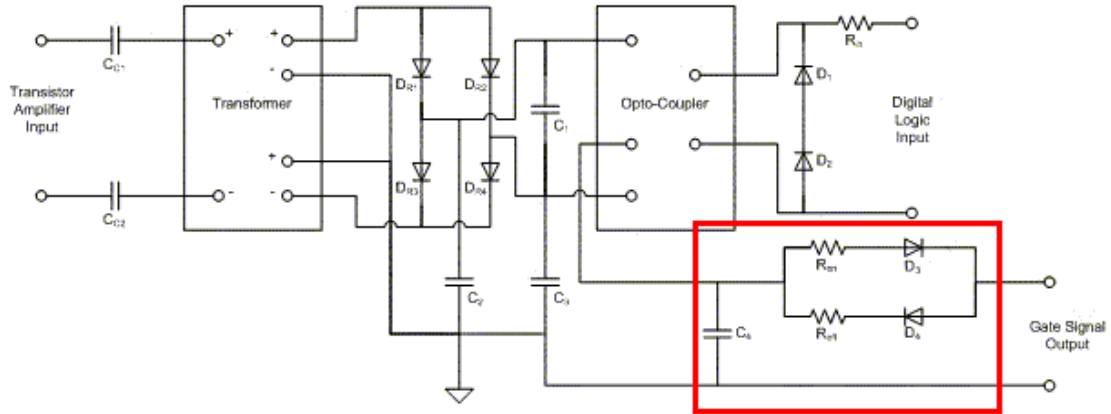 Transistor
Amplifier
Input
C_C1
C_C2
+
-
Transformer
+
-
+
-
D_R1
D_R2
D_R3
D_R4
C_1
C_2
C_3
Opto-Coupler
D_1
D_2
Digital
Logic
Input
R_on
D_3
R_off
D_4
C_4
Gate Signal
Output